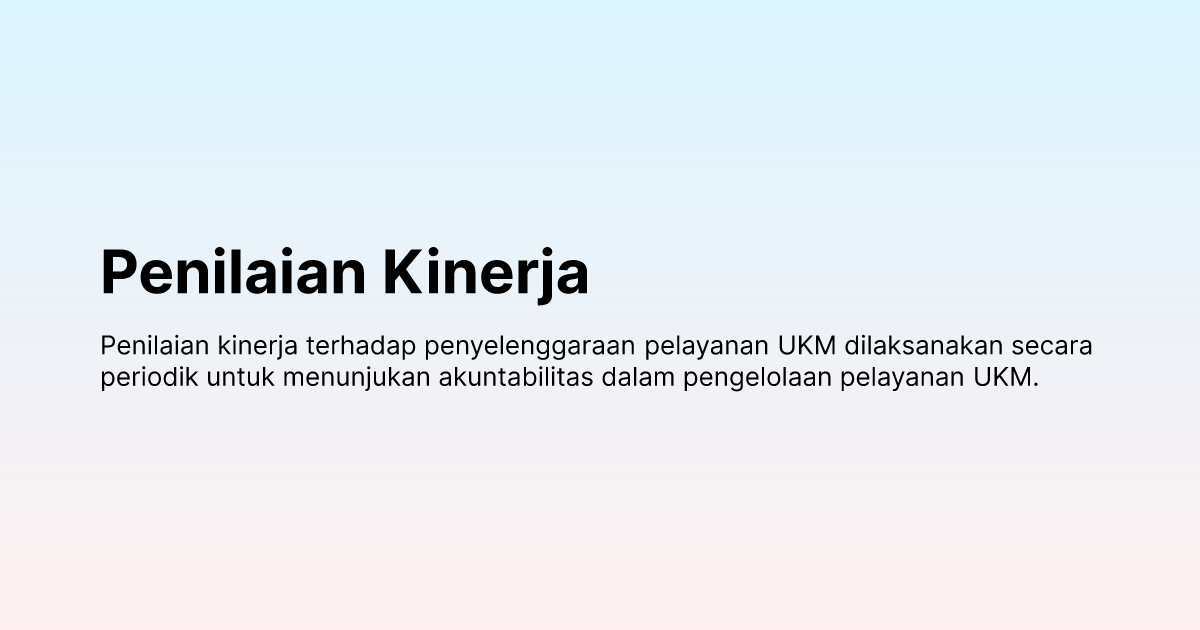 Penilaian Kinerja
Penilaian kinerja terhadap penyelenggaraan pelayanan UKM dilaksanakan secara
periodik untuk menunjukan akuntabilitas dalam pengelolaan pelayanan UKM.